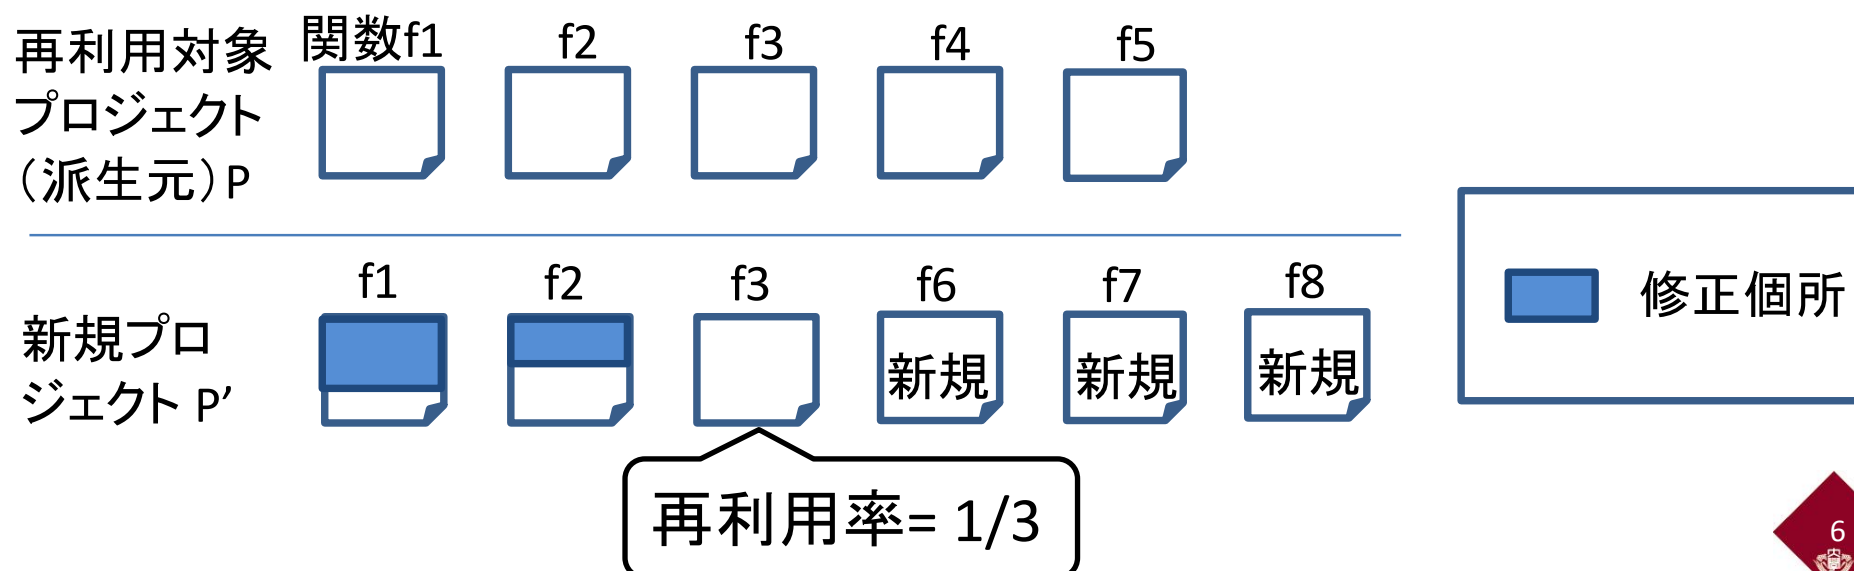 再利用対象
プロジェクト
（派生元）P
関数f1
f2
f3
f4
f5
新規プロ
ジェクト P’
f1
f2
f3
f6
f7
f8
新規
新規
新規
再利用率= 1/3
修正個所
6